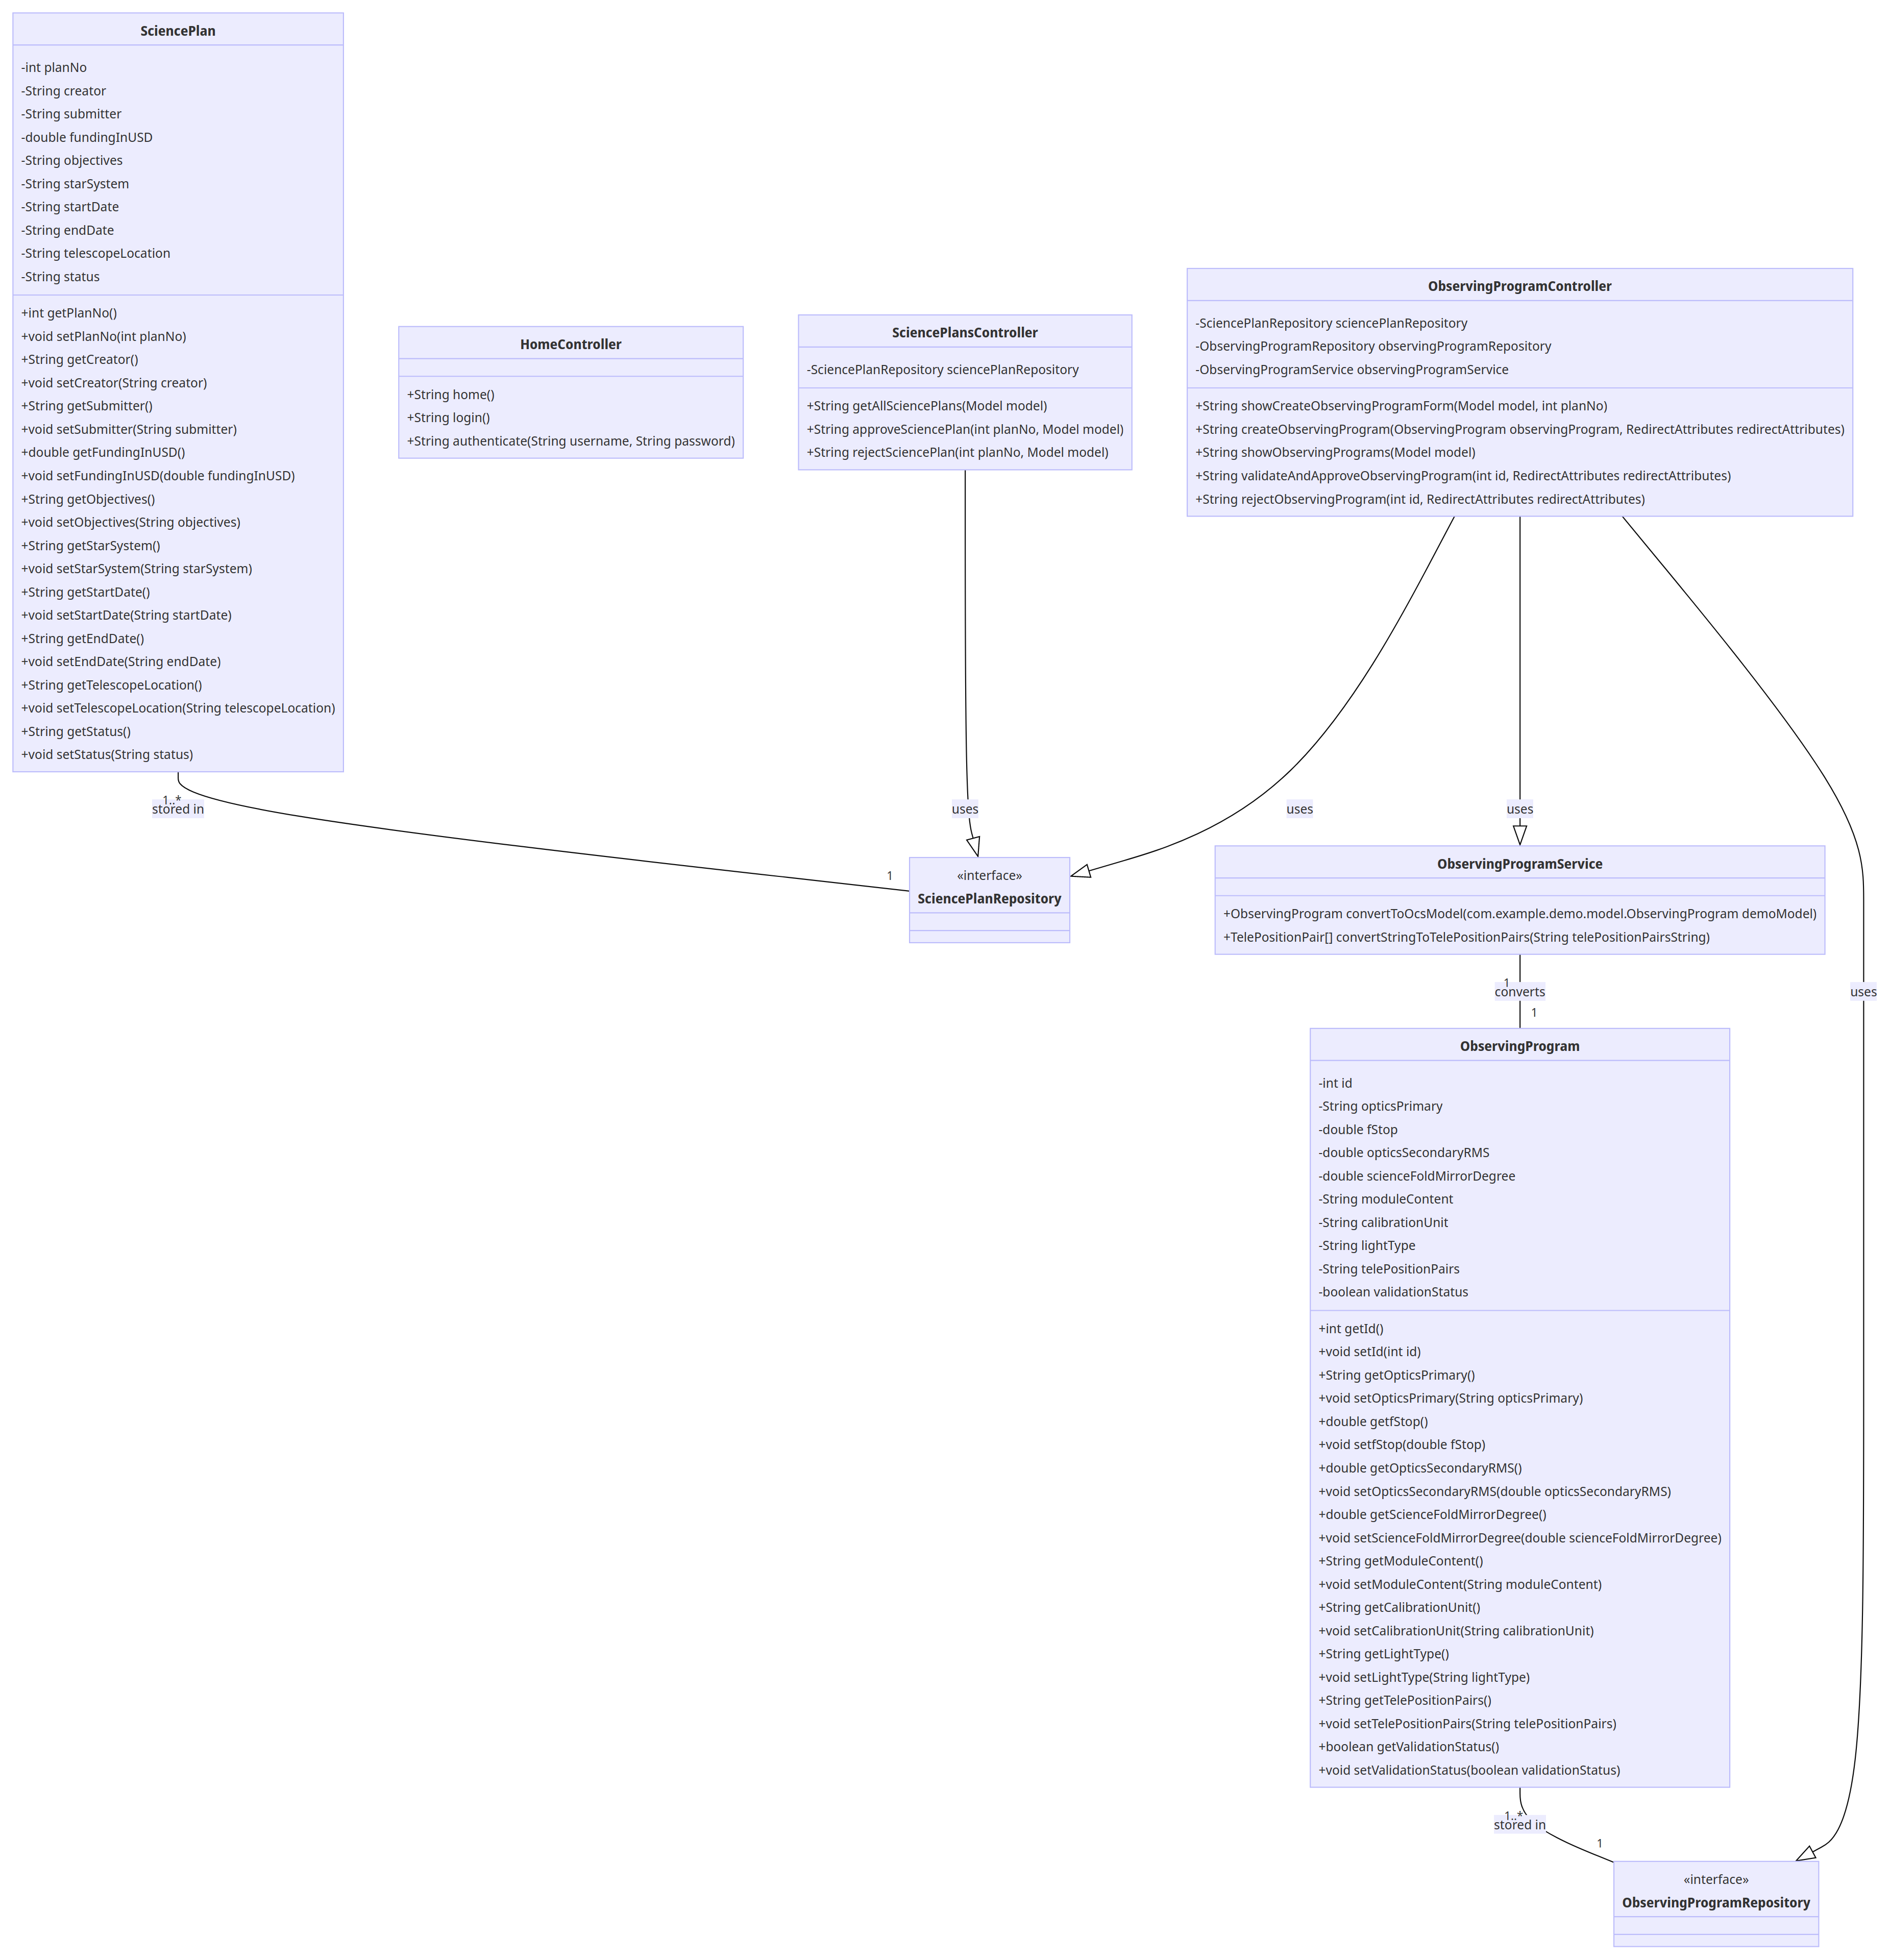 SciencePlan
-int planNo
-String creator
-String submitter
-double fundingInUSD
-String objectives
-String starSystem
-String startDate
-String endDate
-String telescopeLocation
-String status
+int getPlanNo()
+void setPlanNo(int planNo)
+String getCreator()
+void setCreator(String creator)
+String getSubmitter()
+void setSubmitter(String submitter)
+double getFundingInUSD()
+void setFundingInUSD(double fundingInUSD)
+String getObjectives()
+void setObjectives(String objectives)
+String getStarSystem()
+void setStarSystem(String starSystem)
+String getStartDate()
+void setStartDate(String startDate)
+String getEndDate()
+void setEndDate(String endDate)
+String getTelescopeLocation()
+void setTelescopeLocation(String telescopeLocation)
+String getStatus()
+void setStatus(String status)
HomeController
+String home()
+String login()
+String authenticate(String username, String password)
SciencePlansController
-SciencePlanRepository sciencePlanRepository
+String getAllSciencePlans(Model model)
+String approveSciencePlan(int planNo, Model model)
+String rejectSciencePlan(int planNo, Model model)
ObservingProgramController
-SciencePlanRepository sciencePlanRepository
-ObservingProgramRepository observingProgramRepository
-ObservingProgramService observingProgramService
+String showCreateObservingProgramForm(Model model, int planNo)
+String createObservingProgram(ObservingProgram observingProgram, RedirectAttributes redirectAttributes)
+String showObservingPrograms(Model model)
+String validateAndApproveObservingProgram(int id, RedirectAttributes redirectAttributes)
+String rejectObservingProgram(int id, RedirectAttributes redirectAttributes)
1..*
stored in
uses
uses
uses
1
«interface»
SciencePlanRepository
ObservingProgramService
+ObservingProgram convertToOcsModel(com.example.demo.model.ObservingProgram demoModel)
+TelePositionPair[] convertStringToTelePositionPairs(String telePositionPairsString)
1
converts
1
uses
ObservingProgram
-int id
-String opticsPrimary
-double fStop
-double opticsSecondaryRMS
-double scienceFoldMirrorDegree
-String moduleContent
-String calibrationUnit
-String lightType
-String telePositionPairs
-boolean validationStatus
+int getId()
+void setId(int id)
+String getOpticsPrimary()
+void setOpticsPrimary(String opticsPrimary)
+double getfStop()
+void setfStop(double fStop)
+double getOpticsSecondaryRMS()
+void setOpticsSecondaryRMS(double opticsSecondaryRMS)
+double getScienceFoldMirrorDegree()
+void setScienceFoldMirrorDegree(double scienceFoldMirrorDegree)
+String getModuleContent()
+void setModuleContent(String moduleContent)
+String getCalibrationUnit()
+void setCalibrationUnit(String calibrationUnit)
+String getLightType()
+void setLightType(String lightType)
+String getTelePositionPairs()
+void setTelePositionPairs(String telePositionPairs)
+boolean getValidationStatus()
+void setValidationStatus(boolean validationStatus)
1..*
stored in
1
«interface»
ObservingProgramRepository